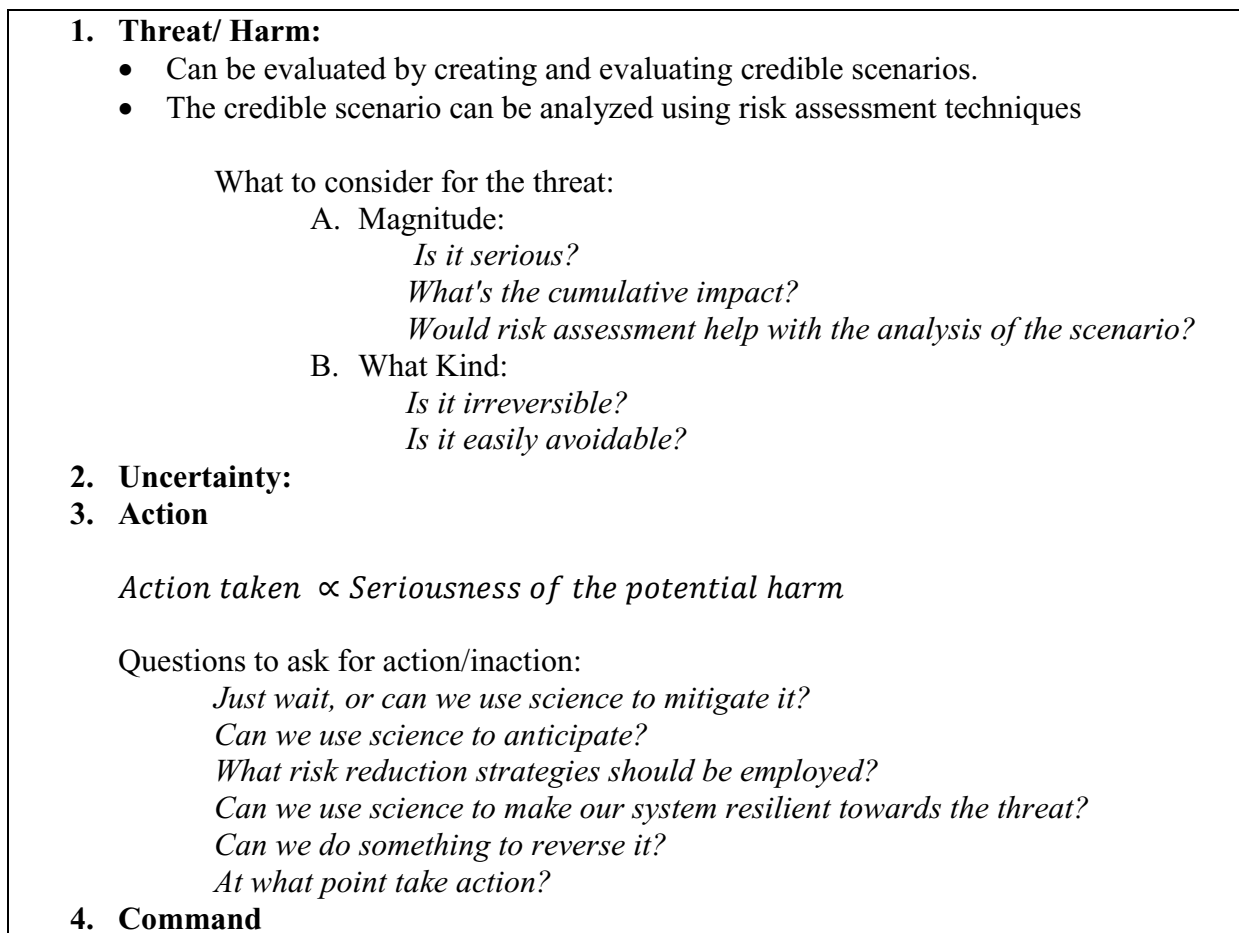 1. Threat/ Harm:
• Can be evaluated by creating and evaluating credible scenarios.
• The credible scenario can be analyzed using risk assessment techniques
What to consider for the threat:
A. Magnitude:
Is it serious?
What's the cumulative impact?
Would risk assessment help with the analysis of the scenario?
B. What Kind:
Is it irreversible?
Is it easily avoidable?
2. Uncertainty:
3. Action
Action taken ∝ Seriousness of the potential harm
Questions to ask for action/inaction:
Just wait, or can we use science to mitigate it?
Can we use science to anticipate?
What risk reduction strategies should be employed?
Can we use science to make our system resilient towards the threat?
Can we do something to reverse it?
At what point take action?
4. Command